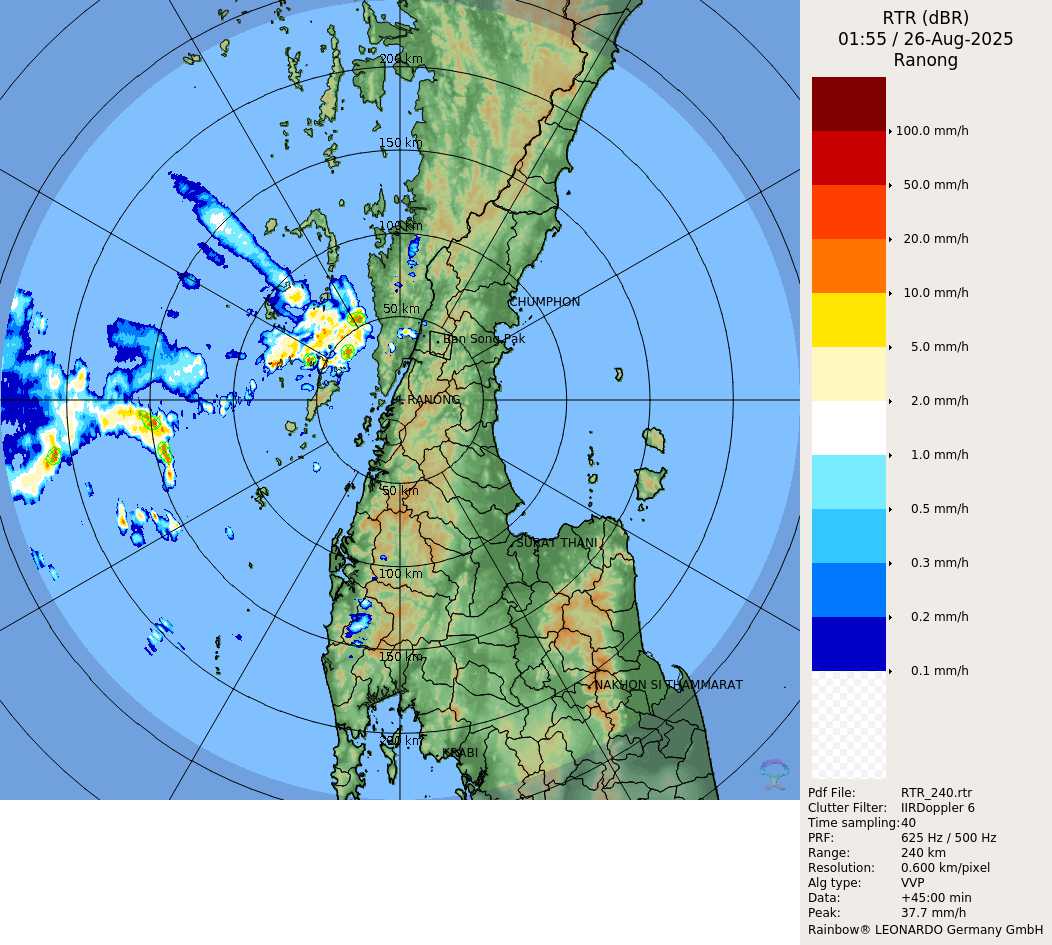 RTR (dBR)
01:55 / 26-Aug-2025
Ranong
100.0 mm/h
50.0 mm/h
20.0 mm/h
10.0 mm/h
5.0 mm/h
2.0 mm/h
1.0 mm/h
0.5 mm/h
0.3 mm/h
0.2 mm/h
0.1 mm/h
200 km
150 km
100 km
50 km
CHUMPHON
Ban Song Pak
RANONG
50 km
SURAT THANI
100 km
150 km
NAKHON SI THAMMARAT
200 km
KRABI
Pdf File: RTR_240.rtr
Clutter Filter: IIRDoppler 6
Time sampling:40
PRF: 625 Hz / 500 Hz
Range: 240 km
Resolution: 0.600 km/pixel
Alg type: VVP
Data: +45:00 min
Peak: 37.7 mm/h
Rainbow® LEONARDO Germany GmbH